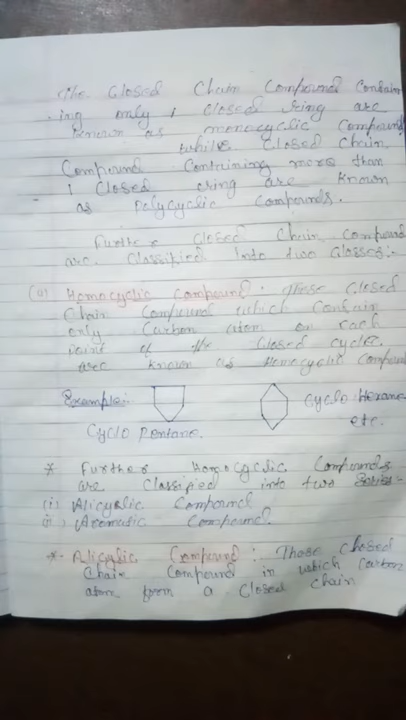 The Closed Chain Compound Contain
-ing only 1 closed ring are
known as monocyclic Compound,
while Closed Chain
Compound Containing more than
1 Closed ring are known
as Polycyclic Compounds.
Further Closed Chain Compound
are Classified into two Classes:-
(a) Homocyclic Compound: Those Closed
Chain Compound which Contain
only Carbon atom on each
point of the Closed cycle.
are known as Homocyclic Compound
Example:- Cyclo Hexane
etc.
Cyclo Pentane.
* Further Homocyclic Compounds
are Classified into two Series:-
(i) Alicyclic Compound
(ii) Aromatic Compound.
* Alicylic Compound: Those Chosed
Chain Compound in which Carbon
atom form a Closed Chain